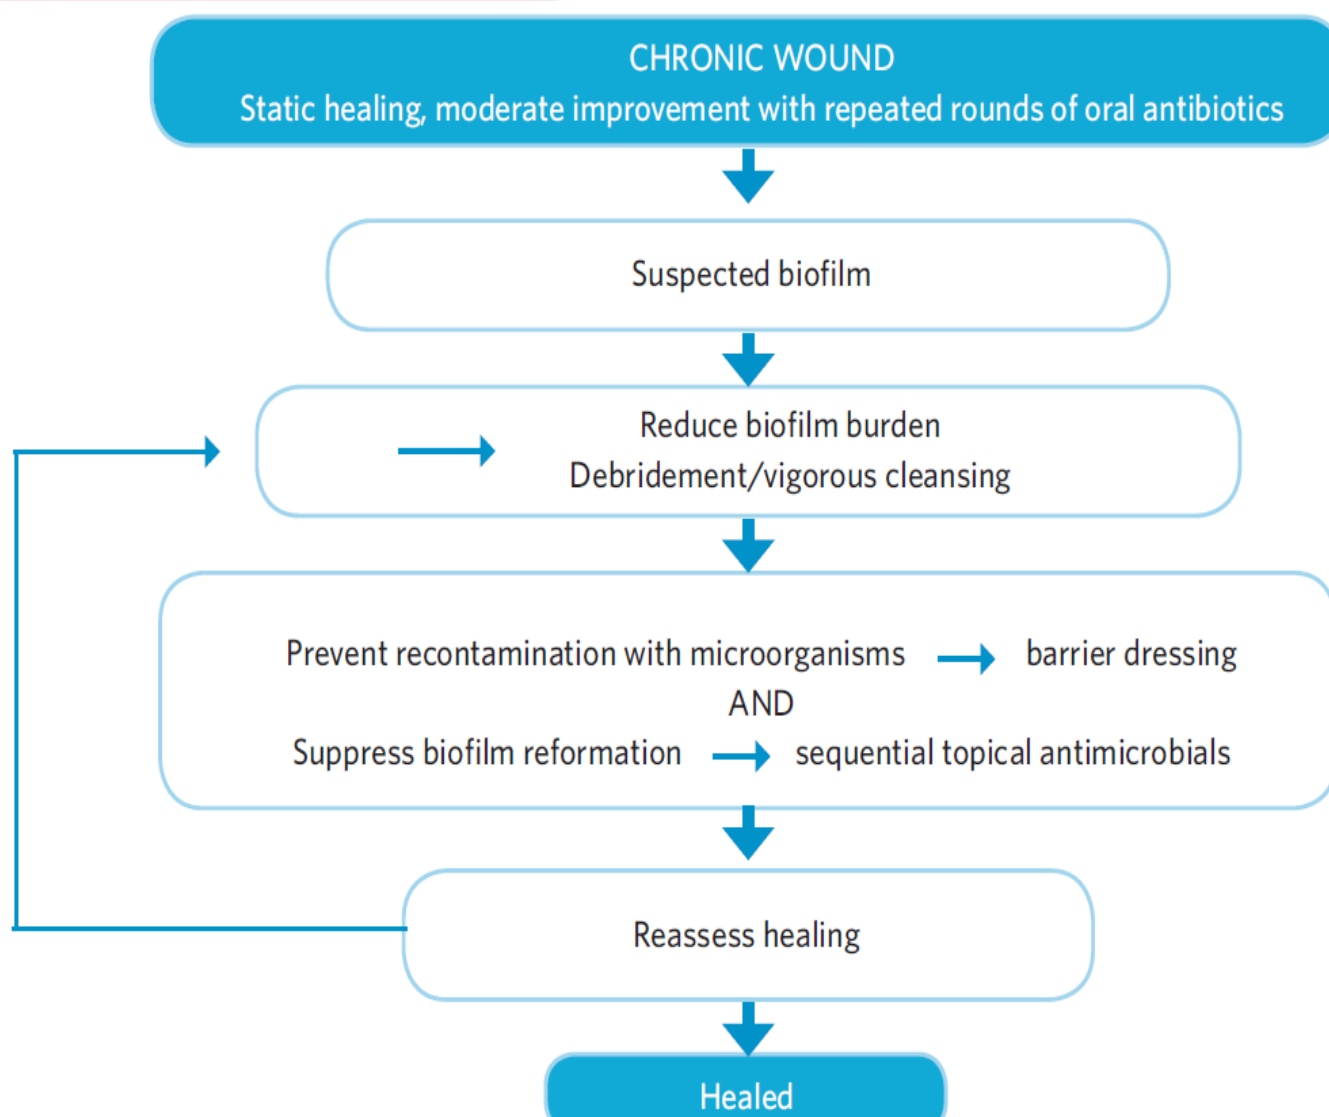 CHRONIC WOUND
Static healing, moderate improvement with repeated rounds of oral antibiotics
Suspected biofilm
Reduce biofilm burden
Debridement/vigorous cleansing
Prevent recontamination with microorganisms → barrier dressing
AND
Suppress biofilm reformation → sequential topical antimicrobials
Reassess healing
Healed